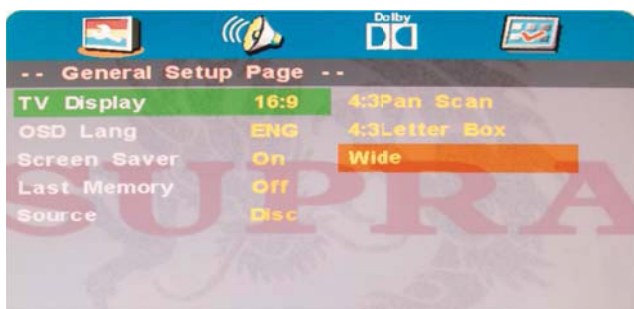 Dolby
-- General Setup Page --
TV Display 16:9 4:3Pan Scan
OSD Lang ENG 4:3Letter Box
Screen Saver On Wide
Last Memory Off
Source Disc
SUPRA